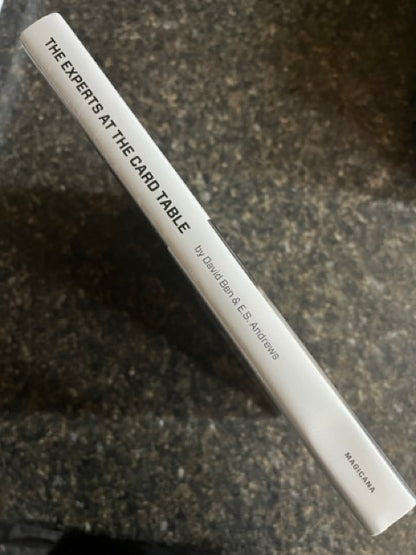 THE EXPERTS AT THE CARD TABLE
by David Ben & E.S. Andrews
MAGICANA